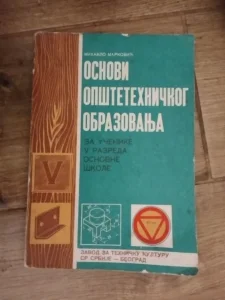 ОСНОВИ
ОПШТЕТЕХНИЧКОГ
ОБРАЗОВАЊА
ЗА УЧЕНИКЕ
V РАЗРЕДА
ОСНОВНЕ
ШКОЛЕ
V
ЗАВОД ЗА ТЕХНИЧКУ КУЛТУРУ
СР СРБИЈЕ — БЕОГРАД